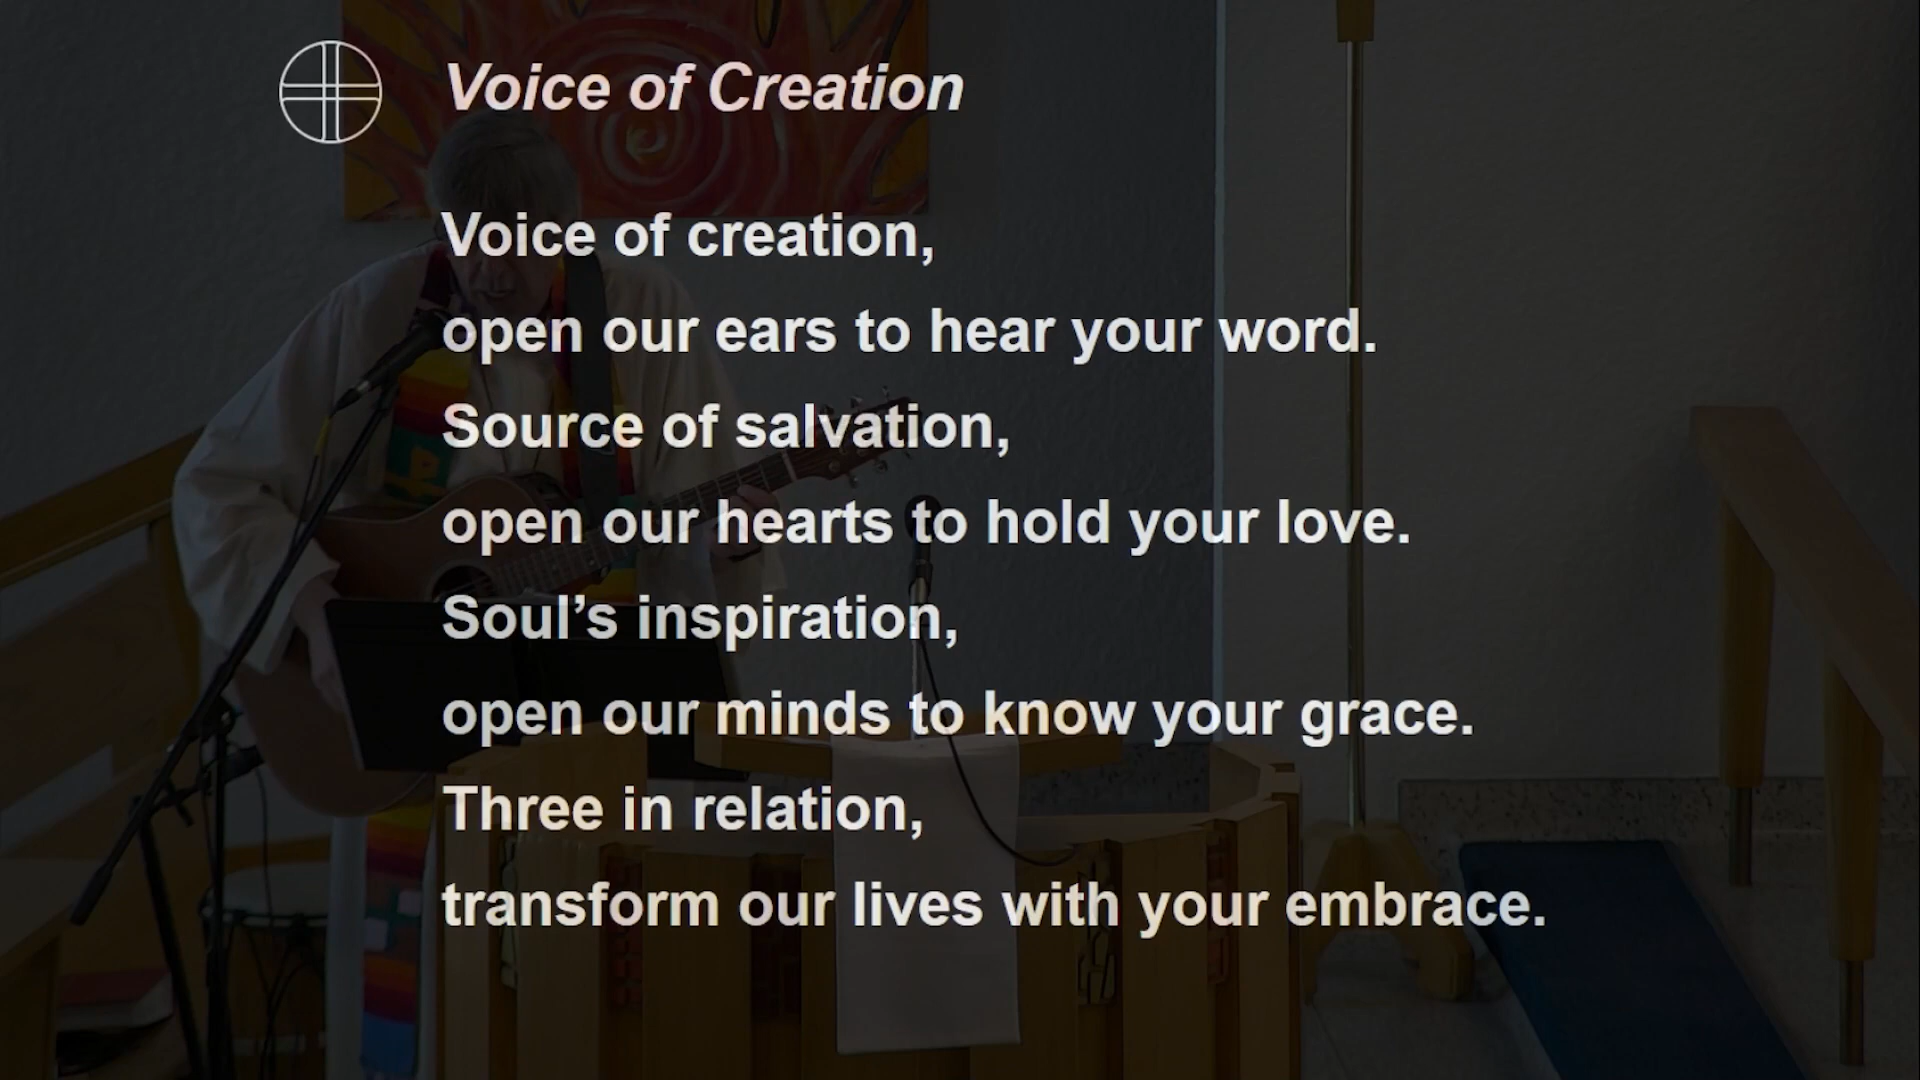 Voice of Creation
Voice of creation,
open our ears to hear your word.
Source of salvation,
open our hearts to hold your love.
Soul’s inspiration,
open our minds to know your grace.
Three in relation,
transform our lives with your embrace.